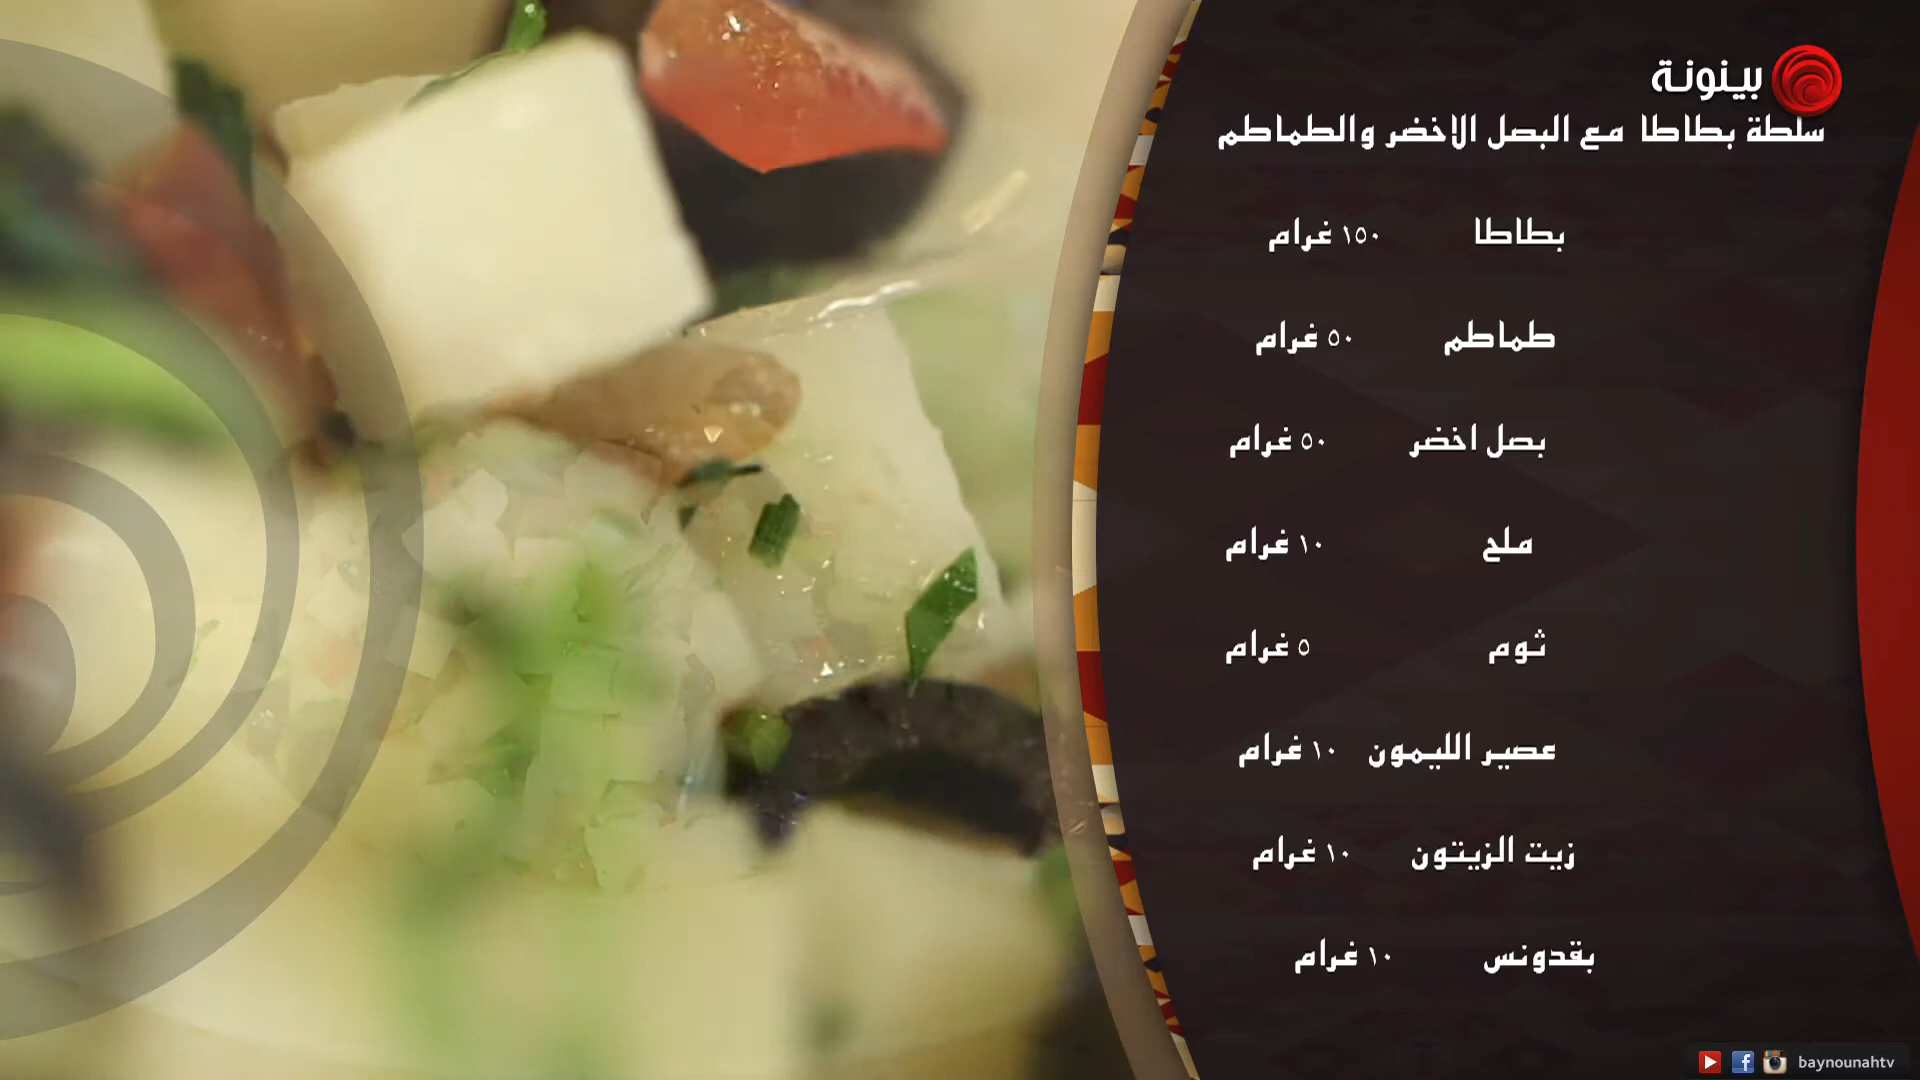 بينونة
سلطة بطاطا مع البصل الاخضر والطماطم
بطاطا ١٥٠ غرام
طماطم ٥٠ غرام
بصل اخضر ٥٠ غرام
ملح ١٠ غرام
ثوم ٥ غرام
عصير الليمون ١٠ غرام
زيت الزيتون ١٠ غرام
بقدونس ١٠ غرام
baynounahtv